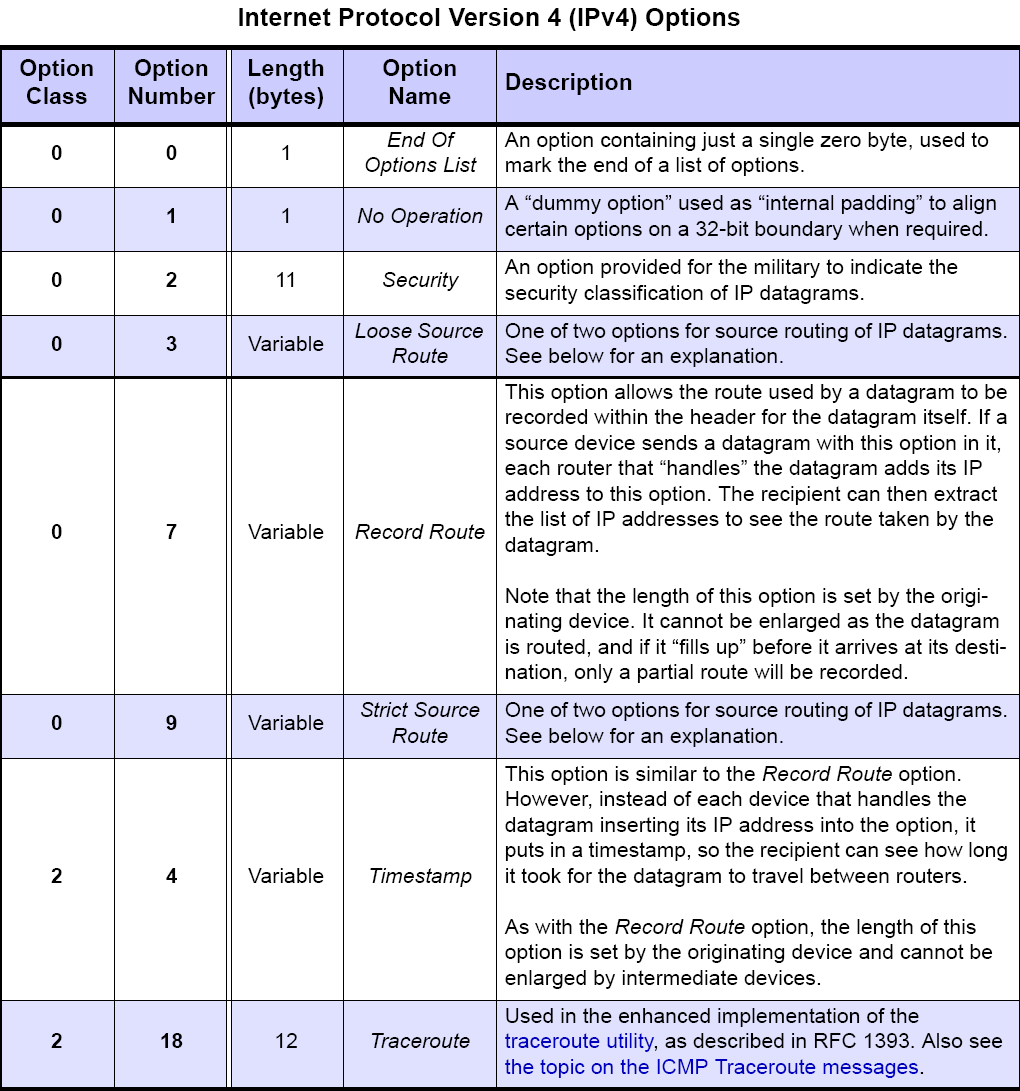 Internet Protocol Version 4 (IPv4) Options
Option Class Option Number Length (bytes) Option Name Description
0 0 1 End Of Options List An option containing just a single zero byte, used to
mark the end of a list of options.
0 1 1 No Operation A “dummy option” used as “internal padding” to align
certain options on a 32-bit boundary when required.
0 2 11 Security An option provided for the military to indicate the
security classification of IP datagrams.
0 3 Variable Loose Source Route One of two options for source routing of IP datagrams.
See below for an explanation.
0 7 Variable Record Route This option allows the route used by a datagram to be
recorded within the header for the datagram itself. If a
source device sends a datagram with this option in it,
each router that “handles” the datagram adds its IP
address to this option. The recipient can then extract
the list of IP addresses to see the route taken by the
datagram.
Note that the length of this option is set by the origi-
nating device. It cannot be enlarged as the datagram
is routed, and if it “fills up” before it arrives at its desti-
nation, only a partial route will be recorded.
0 9 Variable Strict Source Route One of two options for source routing of IP datagrams.
See below for an explanation.
2 4 Variable Timestamp This option is similar to the Record Route option.
However, instead of each device that handles the
datagram inserting its IP address into the option, it
puts in a timestamp, so the recipient can see how long
it took for the datagram to travel between routers.
As with the Record Route option, the length of this
option is set by the originating device and cannot be
enlarged by intermediate devices.
2 18 12 Traceroute Used in the enhanced implementation of the
traceroute utility, as described in RFC 1393. Also see
the topic on the ICMP Traceroute messages.